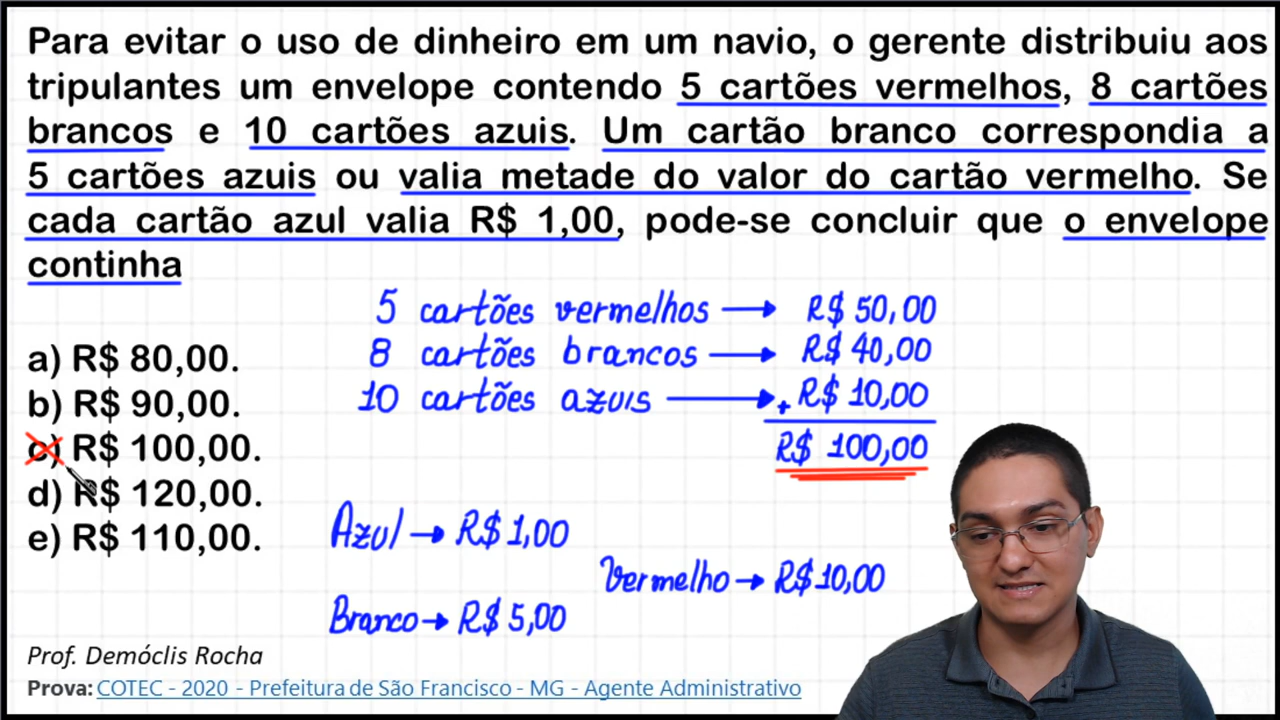 Para evitar o uso de dinheiro em um navio, o gerente distribuiu aos
tripulantes um envelope contendo 5 cartões vermelhos, 8 cartões
brancos e 10 cartões azuis. Um cartão branco correspondia a
5 cartões azuis ou valia metade do valor do cartão vermelho. Se
cada cartão azul valia R$ 1,00, pode-se concluir que o envelope
continha
5 cartões vermelhos → R$ 50,00
8 cartões brancos → R$ 40,00
10 cartões azuis → + R$ 10,00
R$ 100,00
a) R$ 80,00.
b) R$ 90,00.
c) R$ 100,00.
d) R$ 120,00.
e) R$ 110,00.
Azul → R$ 1,00
Vermelho → R$ 10,00
Branco → R$ 5,00
Prof. Demóclis Rocha
Prova: COTEC - 2020 - Prefeitura de São Francisco - MG - Agente Administrativo